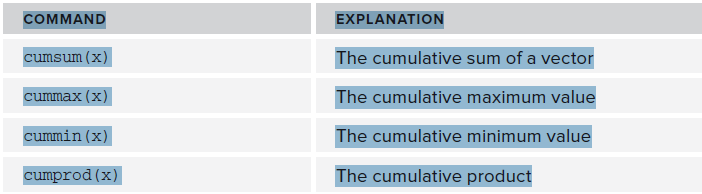 COMMAND EXPLANATION
cumsum(x) The cumulative sum of a vector
cummax(x) The cumulative maximum value
cummin(x) The cumulative minimum value
cumprod(x) The cumulative product